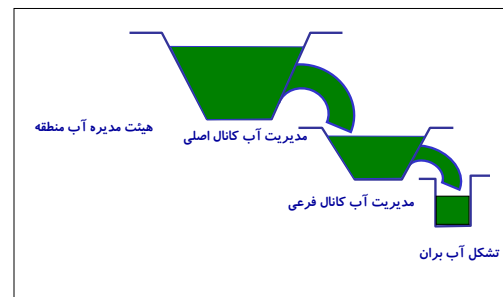 هیئت مدیره آب منطقه
مدیریت آب کانال اصلی
مدیریت آب کانال فرعی
تشکل آب بران